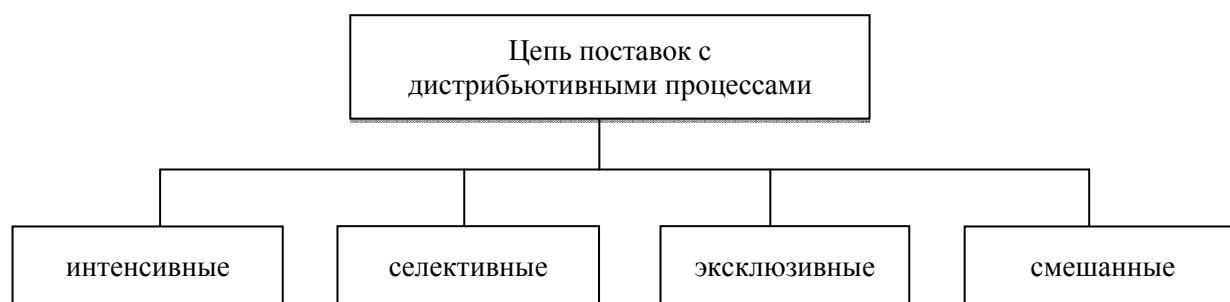 Цепь поставок с
дистрибьютивными процессами
интенсивные
селективные
эксклюзивные
смешанные